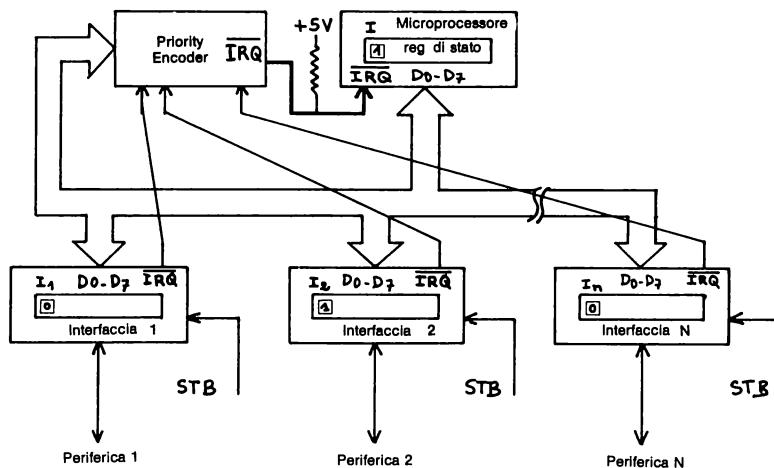 Priority
Encoder
IRQ
+5V
I Microprocessore
1 reg di stato
IRQ D0-D7
I1 D0-D7 IRQ
0
Interfaccia 1
I2 D0-D7 IRQ
1
Interfaccia 2
In D0-D7 IRQ
0
Interfaccia N
STB
STB
STB
Periferica 1
Periferica 2
Periferica N